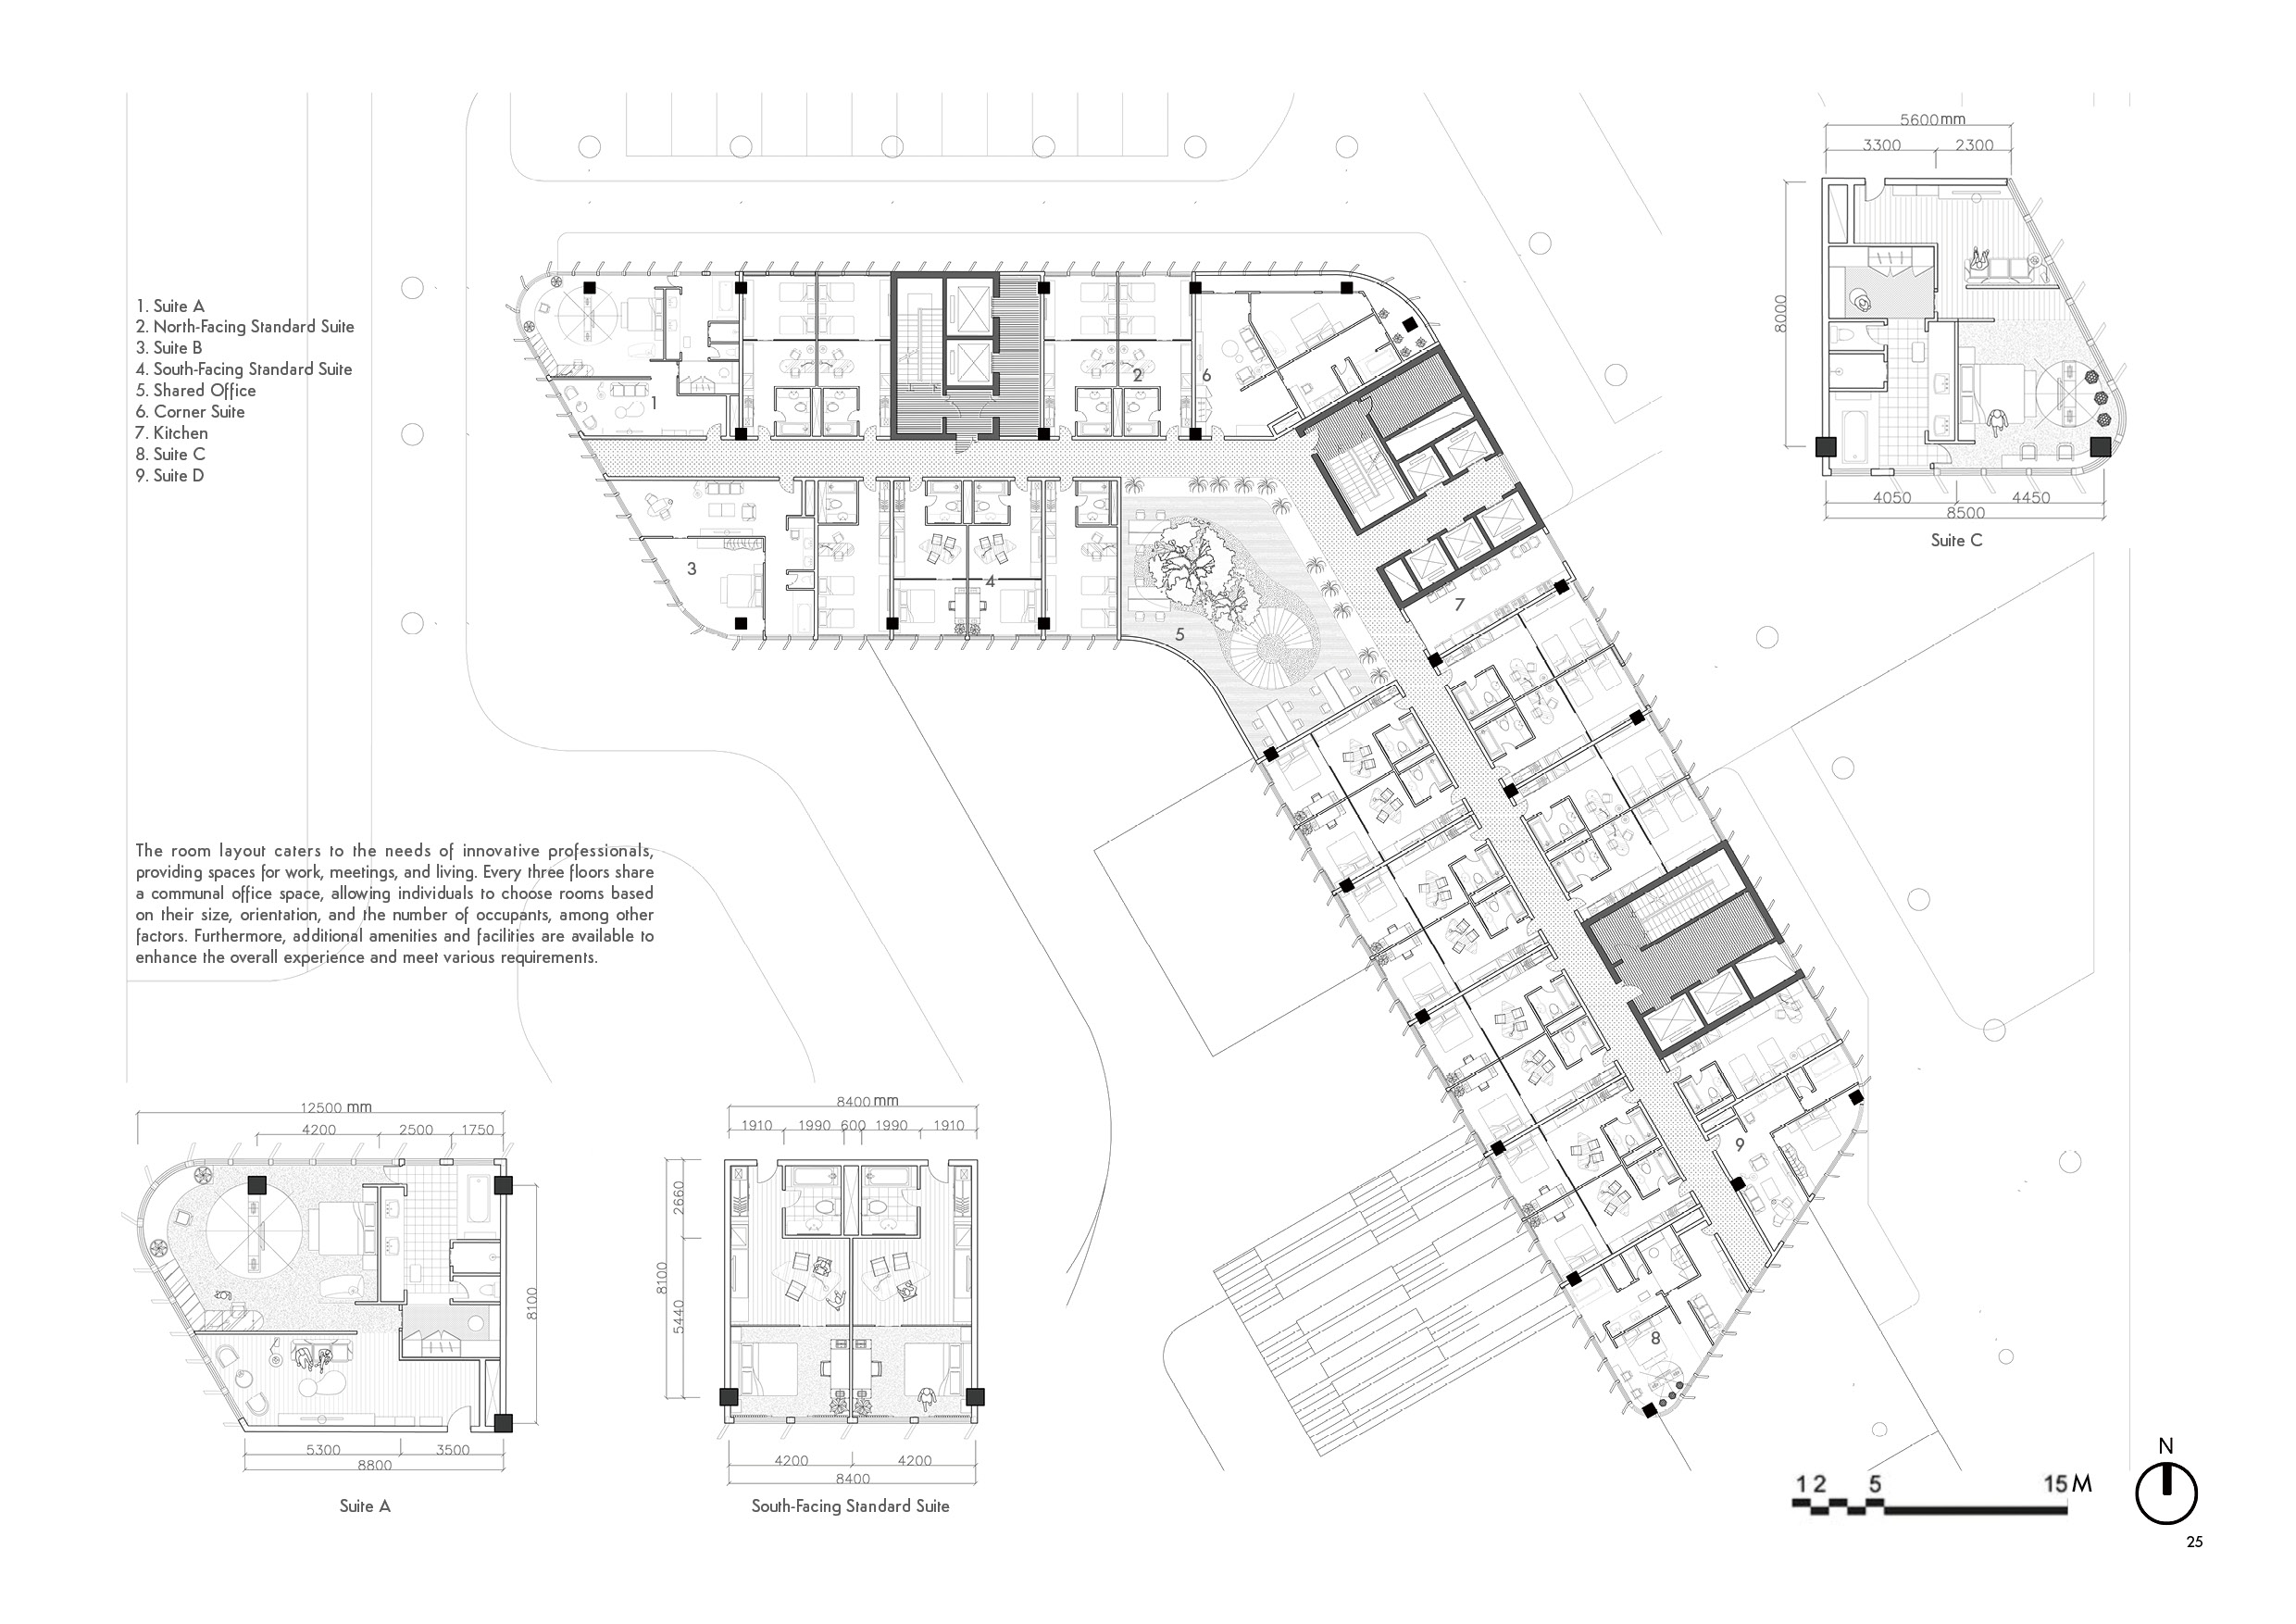 5600mm
3300 2300
8000
4050 4450
8500
Suite C
1. Suite A
2. North-Facing Standard Suite
3. Suite B
4. South-Facing Standard Suite
5. Shared Office
6. Corner Suite
7. Kitchen
8. Suite C
9. Suite D
1
2
6
3
4
5
7
9
8
The room layout caters to the needs of innovative professionals,
providing spaces for work, meetings, and living. Every three floors share
a communal office space, allowing individuals to choose rooms based
on their size, orientation, and the number of occupants, among other
factors. Furthermore, additional amenities and facilities are available to
enhance the overall experience and meet various requirements.
12500 mm
4200 2500 1750
8100
5300 3500
8800
Suite A
8400 mm
1910 1990 600 1990 1910
2660
8100
5440
4200 4200
8400
South-Facing Standard Suite
1 2 5 15 M
N
25